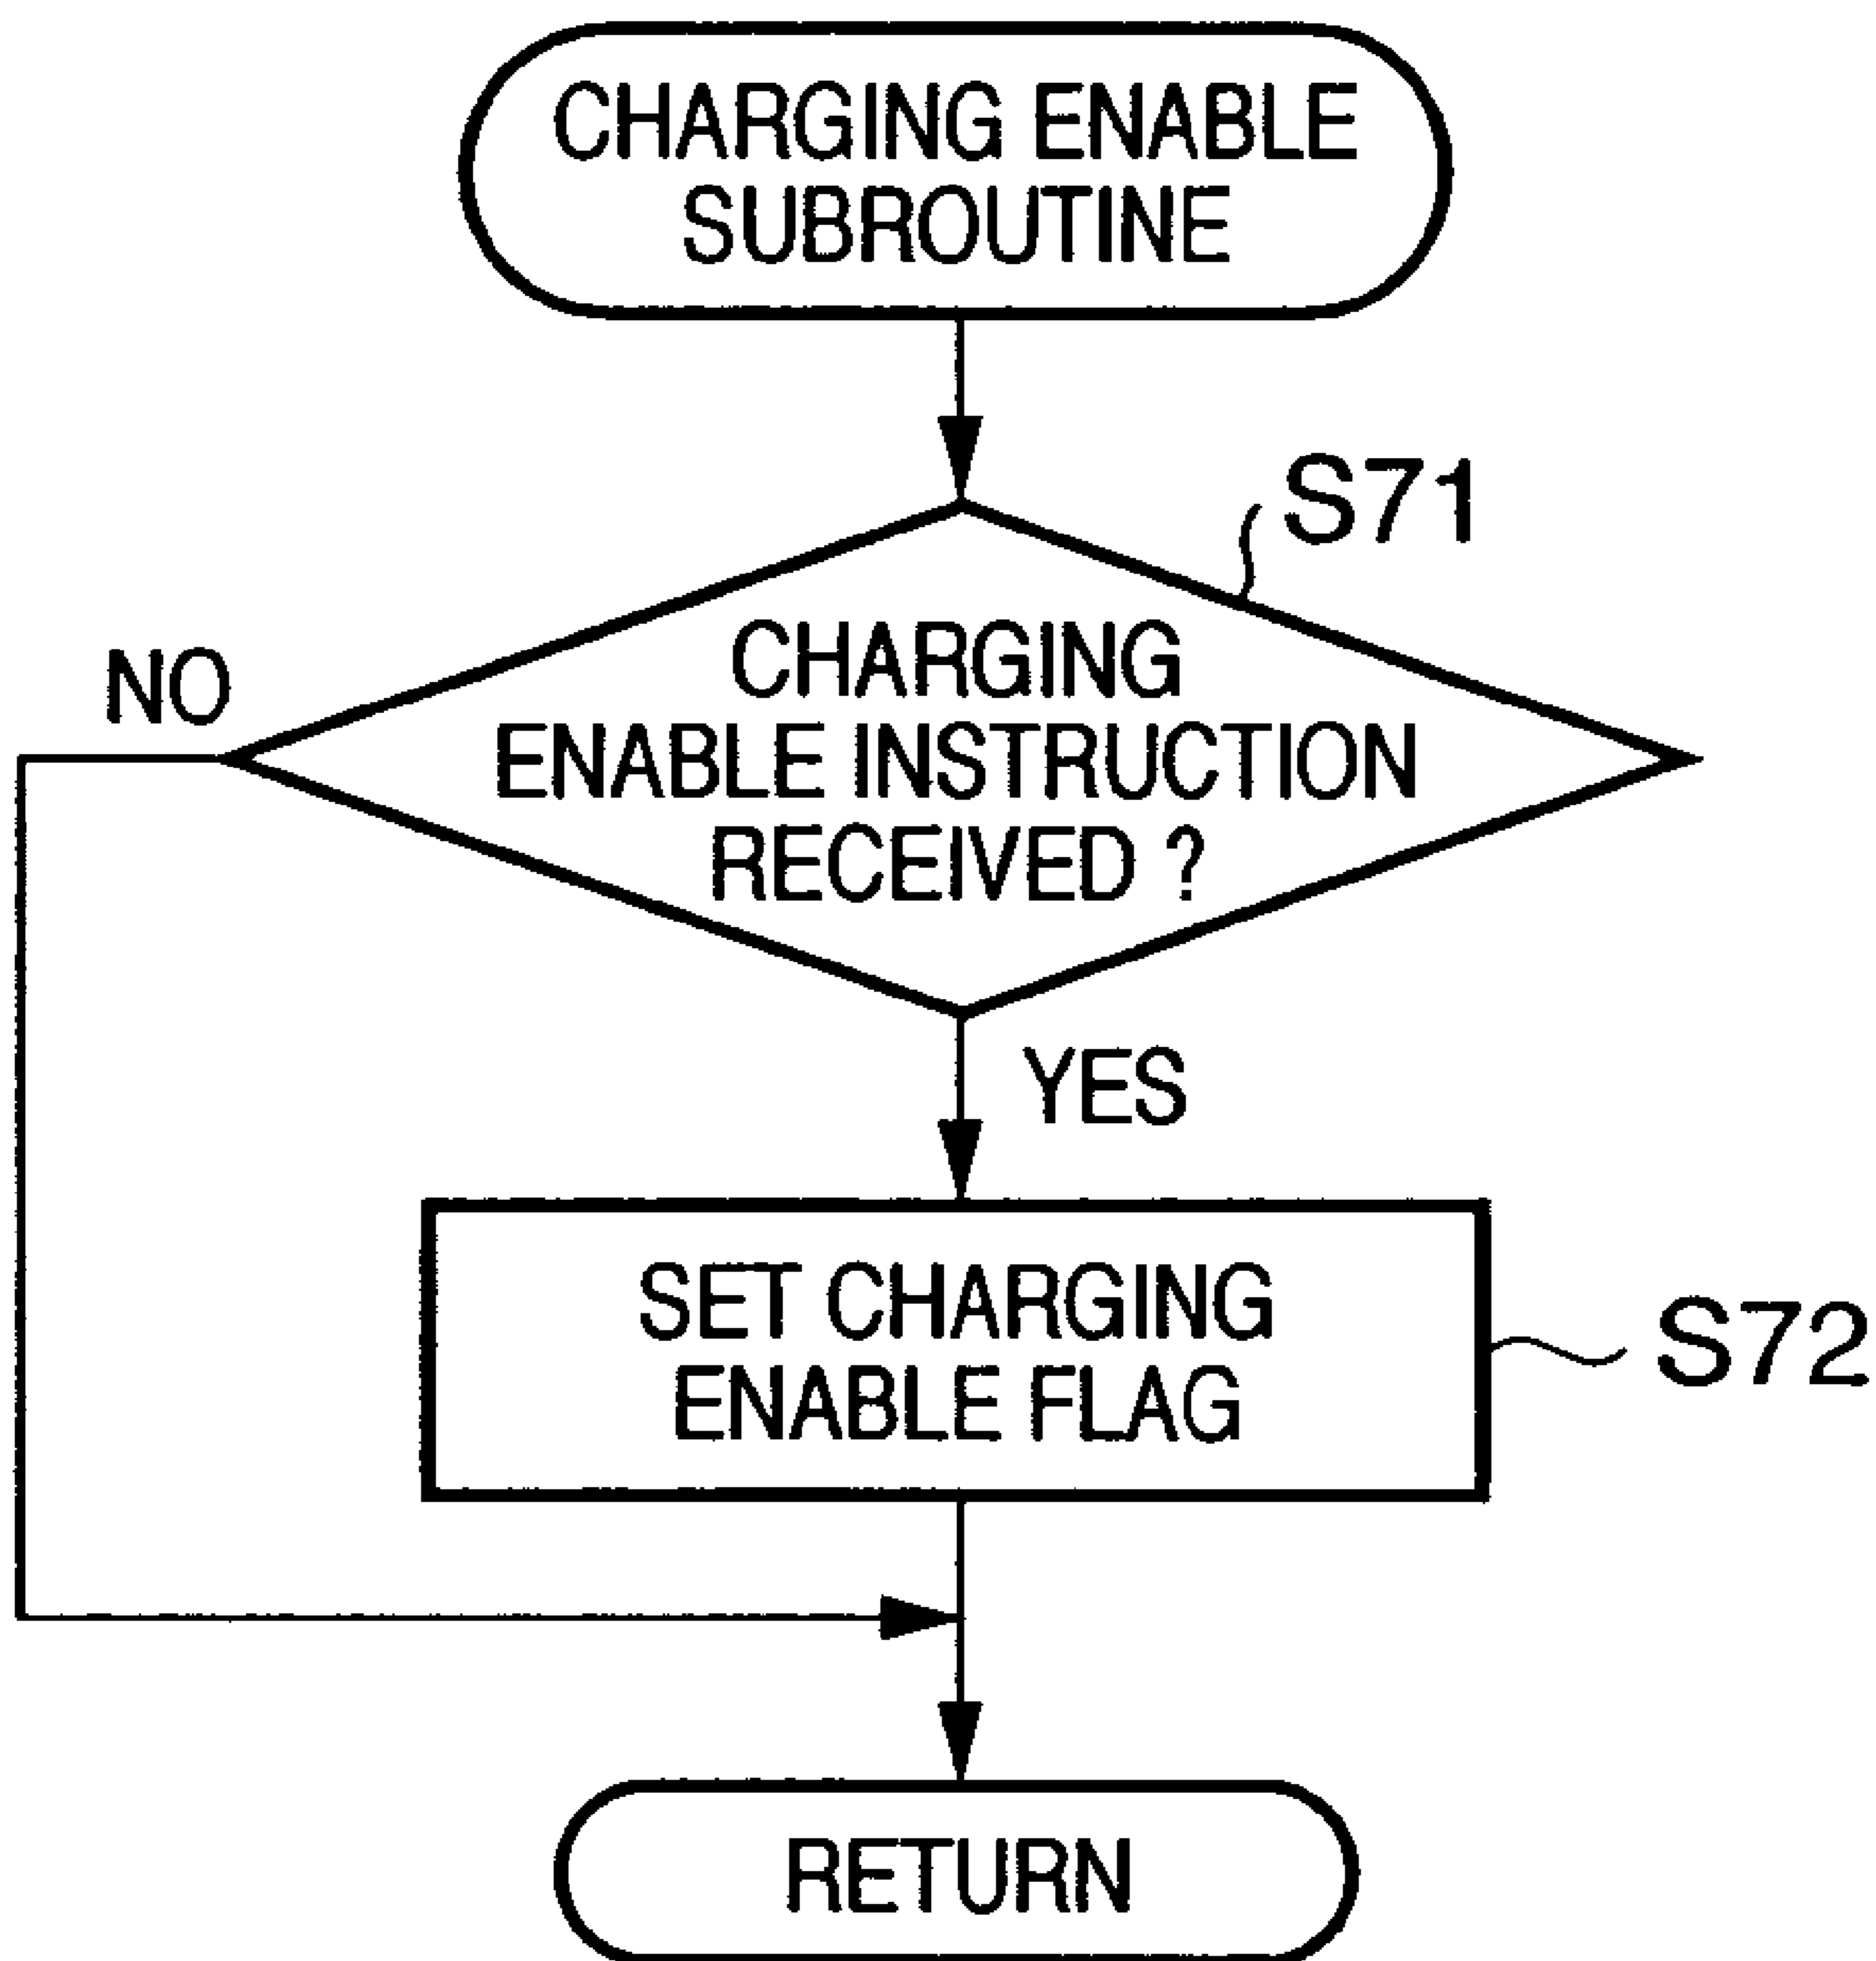 CHARGING ENABLE
SUBROUTINE
S71
CHARGING
ENABLE INSTRUCTION
RECEIVED ?
NO
YES
SET CHARGING
ENABLE FLAG
S72
RETURN